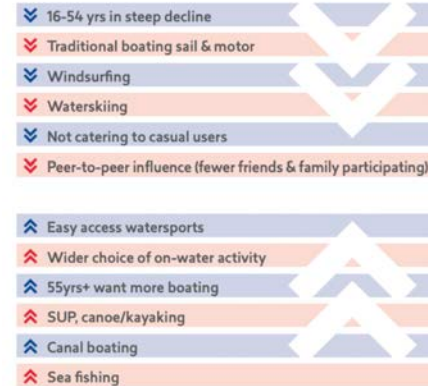 16-54 yrs in steep decline
Traditional boating sail & motor
Windsurfing
Waterskiing
Not catering to casual users
Peer-to-peer influence (fewer friends & family participating)
Easy access watersports
Wider choice of on-water activity
55yrs+ want more boating
SUP, canoe/kayaking
Canal boating
Sea fishing